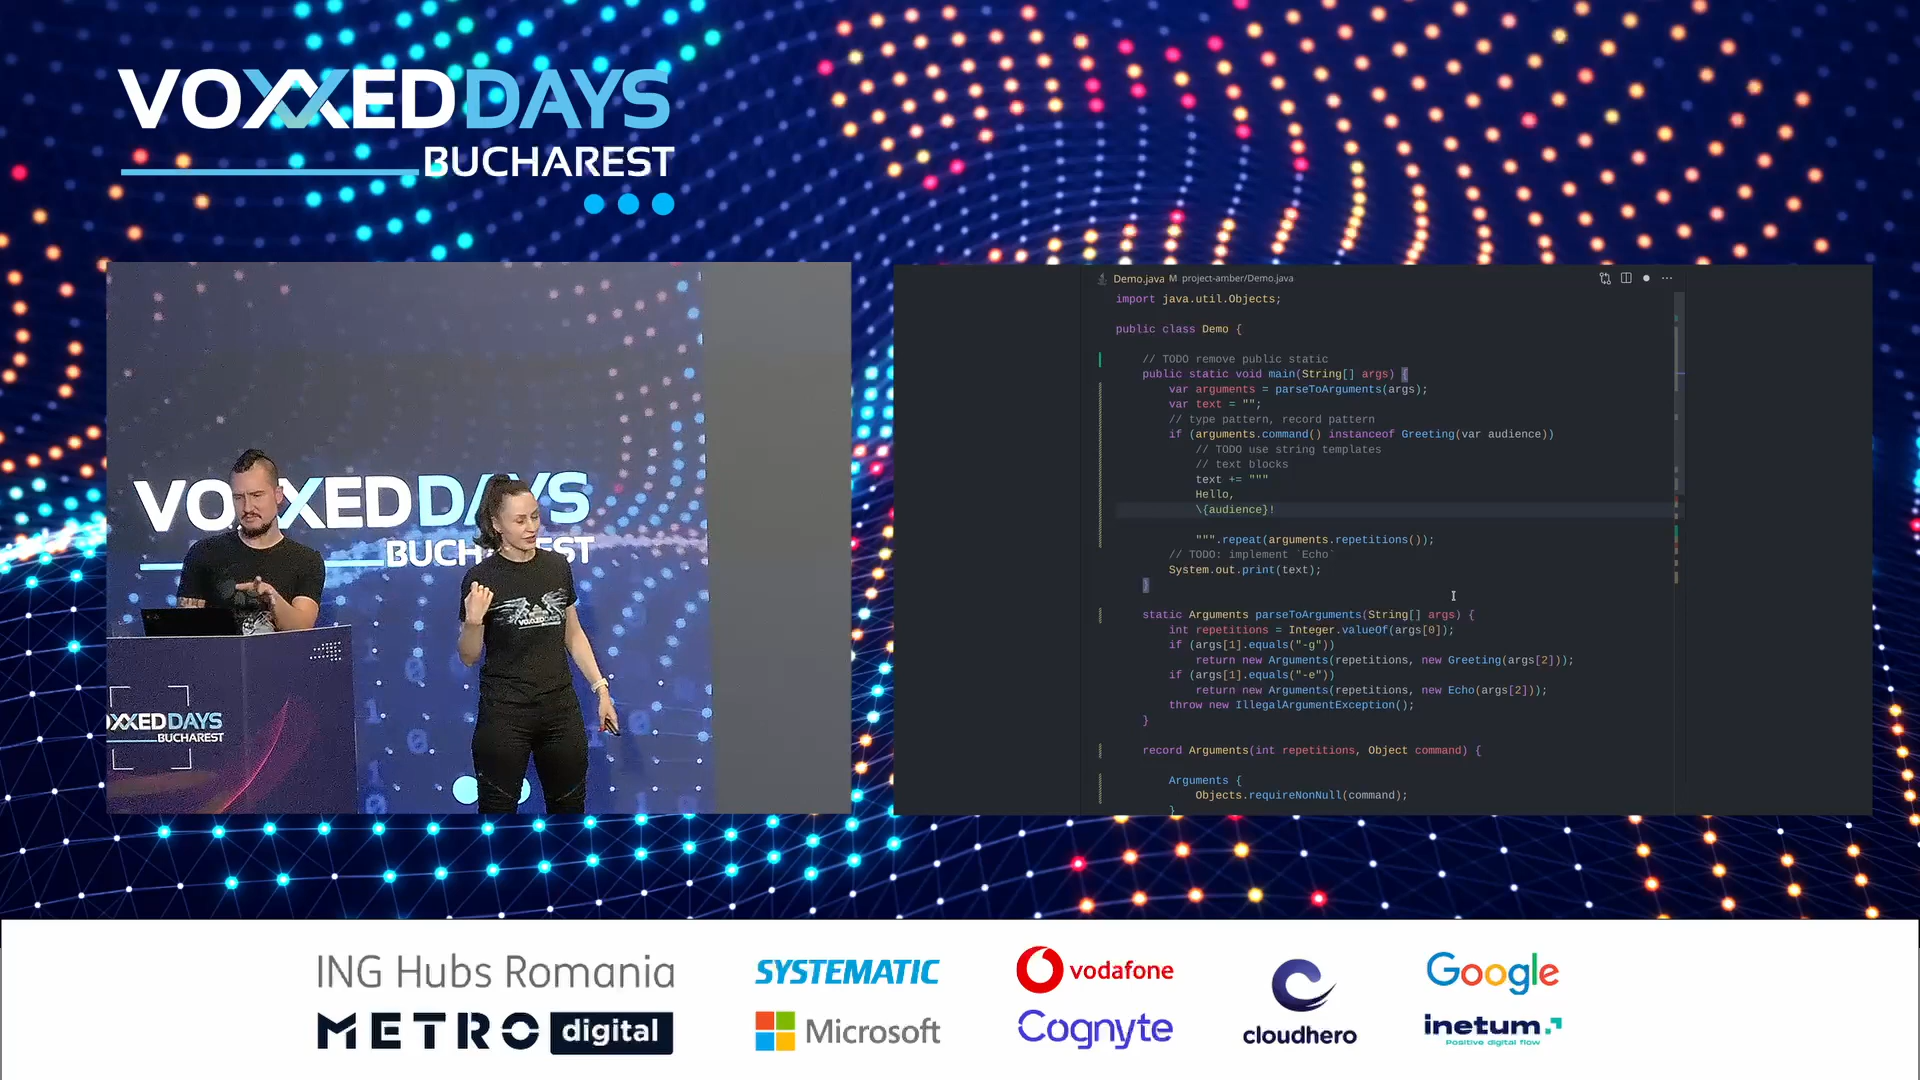 VOXXEDDAYS
BUCHAREST
VOXXEDDAYS
BUCHAREST
OXXEDDAYS
BUCHAREST
Demo.java M project-amber/Demo.java
import java.util.Objects;
public class Demo {
// TODO remove public static
public static void main(String[] args) {
var arguments = parseToArguments(args);
var text = "";
// type pattern, record pattern
if (arguments.command() instanceof Greeting(var audience))
// TODO use string templates
// text blocks
text += """
Hello,
\{audience}!
""".repeat(arguments.repetitions());
// TODO: implement `Echo`
System.out.print(text);
}
static Arguments parseToArguments(String[] args) {
int repetitions = Integer.valueOf(args[0]);
if (args[1].equals("-g"))
return new Arguments(repetitions, new Greeting(args[2]));
if (args[1].equals("-e"))
return new Arguments(repetitions, new Echo(args[2]));
throw new IllegalArgumentException();
}
record Arguments(int repetitions, Object command) {
Arguments {
Objects.requireNonNull(command);
}
ING Hubs Romania
METRO digital
SYSTEMATIC
Microsoft
vodafone
Cognyte
cloudhero
Google
inetum.
Positive digital flow